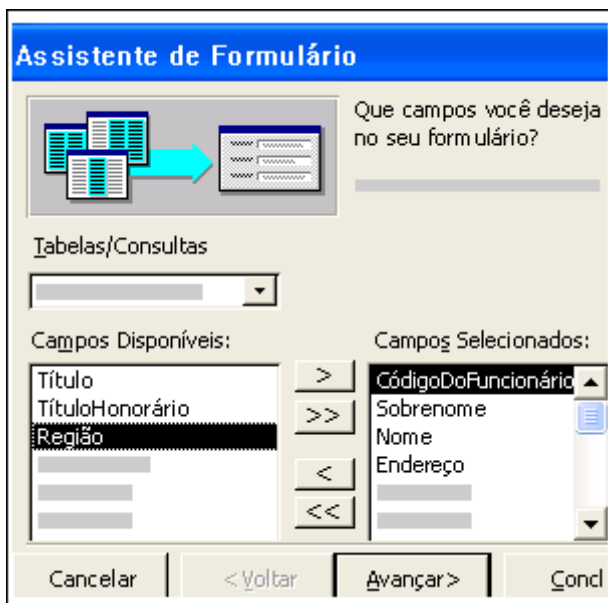 Assistente de Formulário
Que campos você deseja
no seu formulário?
Tabelas/Consultas
Campos Disponíveis:
Campos Selecionados:
Título
TítuloHonorário
Região
>
>>
<
<<
CódigoDoFuncionário
Sobrenome
Nome
Endereço
Cancelar
< Voltar
Avançar >
Concl